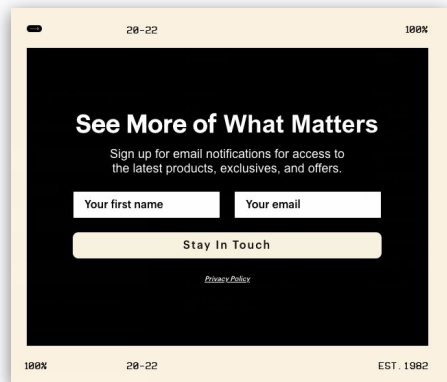 20-22
100%
See More of What Matters
Sign up for email notifications for access to
the latest products, exclusives, and offers.
Your first name
Your email
Stay In Touch
Privacy Policy
100%
20-22
EST.1982